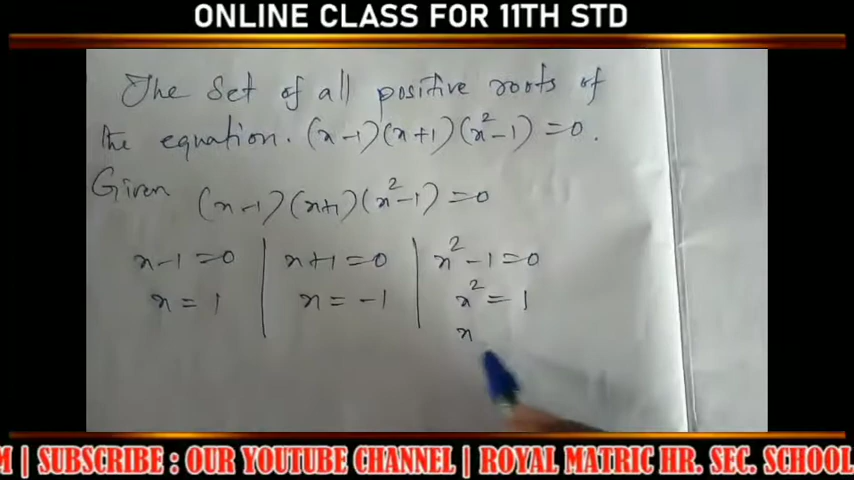 ONLINE CLASS FOR 11TH STD
The Set of all positive roots of
the equation. (x-1)(x+1)(x²-1)=0.
Given (x-1)(x+1)(x²-1)=0
x-1=0 | x+1=0 | x²-1=0
x=1 | x=-1 | x²=1
x
M | SUBSCRIBE : OUR YOUTUBE CHANNEL | ROYAL MATRIC HR. SEC. SCHOOL